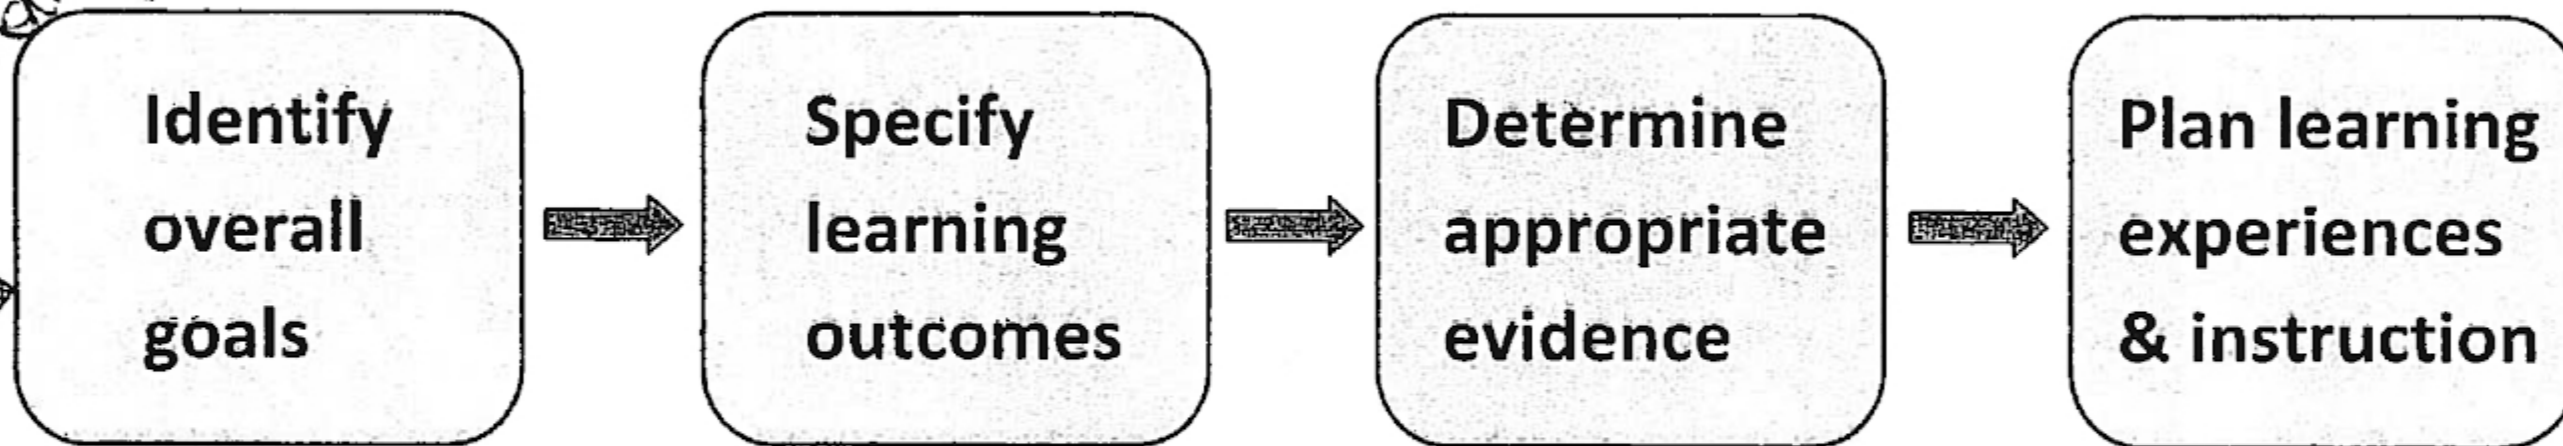 Identify
overall
goals
Specify
learning
outcomes
Determine
appropriate
evidence
Plan learning
experiences
& instruction